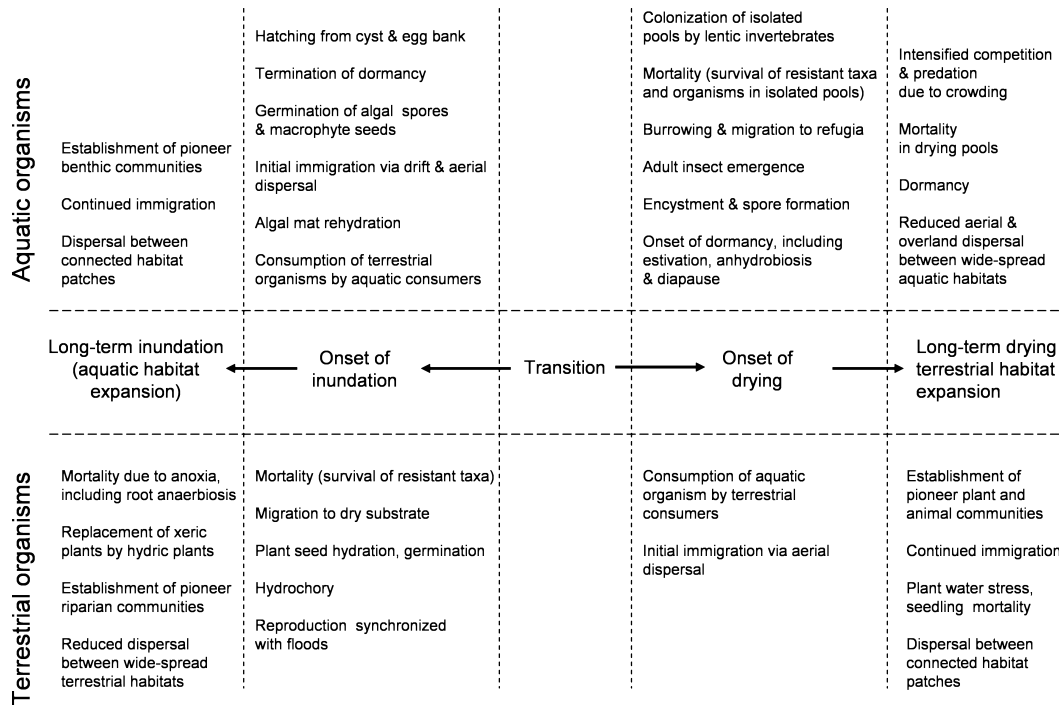 Aquatic organisms
Establishment of pioneer
benthic communities
Continued immigration
Dispersal between
connected habitat
patches
Hatching from cyst & egg bank
Termination of dormancy
Germination of algal spores
& macrophyte seeds
Initial immigration via drift & aerial
dispersal
Algal mat rehydration
Consumption of terrestrial
organisms by aquatic consumers
Colonization of isolated
pools by lentic invertebrates
Mortality (survival of resistant taxa
and organisms in isolated pools)
Burrowing & migration to refugia
Adult insect emergence
Encystment & spore formation
Onset of dormancy, including
estivation, anhydrobiosis
& diapause
Intensified competition
& predation
due to crowding
Mortality
in drying pools
Dormancy
Reduced aerial &
overland dispersal
between wide-spread
aquatic habitats
Long-term inundation
(aquatic habitat
expansion)
Onset of
inundation
Transition
Onset of
drying
Long-term drying
terrestrial habitat
expansion
Terrestrial organisms
Mortality due to anoxia,
including root anaerbiosis
Replacement of xeric
plants by hydric plants
Establishment of pioneer
riparian communities
Reduced dispersal
between wide-spread
terrestrial habitats
Mortality (survival of resistant taxa)
Migration to dry substrate
Plant seed hydration, germination
Hydrochory
Reproduction synchronized
with floods
Consumption of aquatic
organism by terrestrial
consumers
Initial immigration via aerial
dispersal
Establishment of
pioneer plant and
animal communities
Continued immigration
Plant water stress,
seedling mortality
Dispersal between
connected habitat
patches